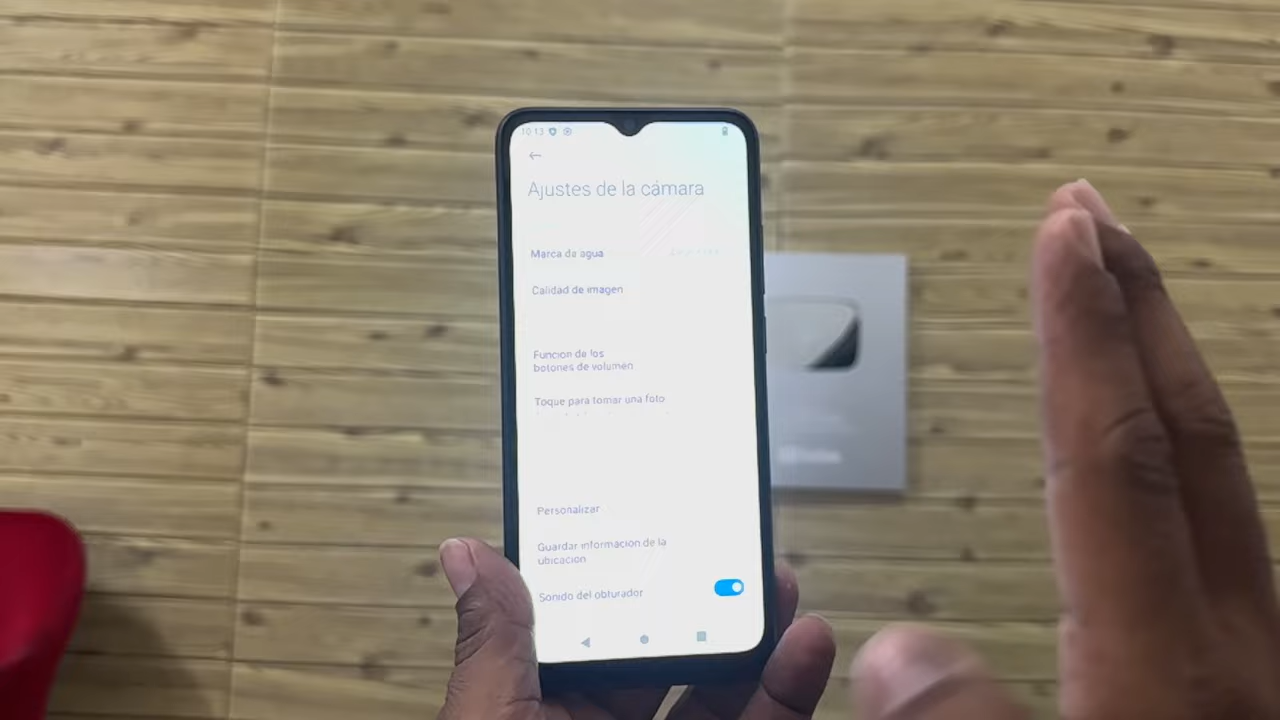 10:13
Ajustes de la cámara
Marca de agua
Calidad de imagen
Funcion de los
botones de volumen
Toque para tomar una foto
Personalizar
Guardar informacion de la
ubicacion
Sonido del obturador